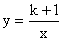 y = (k + 1)/x